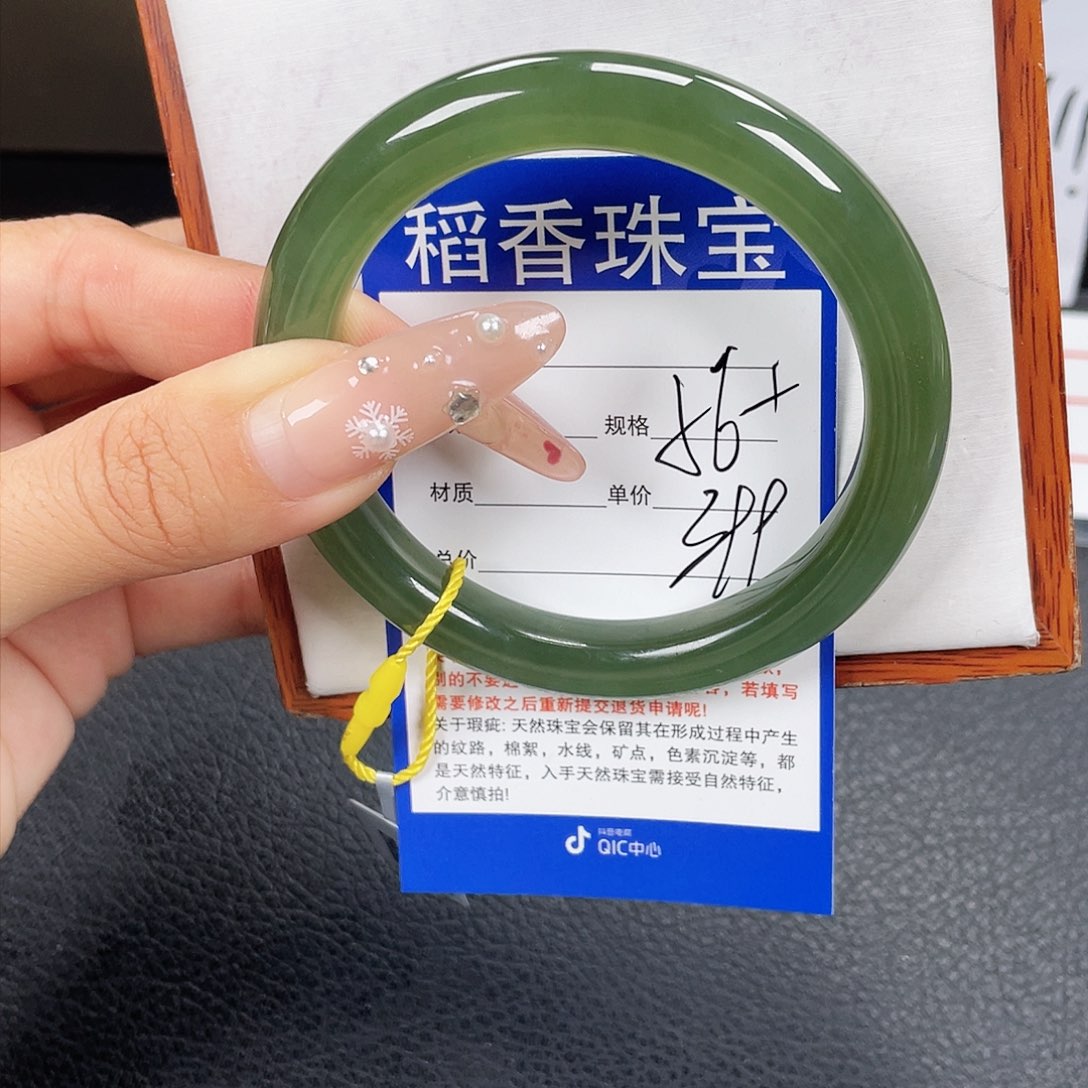 稻香珠宝
规格 56+
材质 单价
总价
若填写
需要修改之后重新提交退货申请呢!
关于瑕疵: 天然珠宝会保留其在形成过程中产生
的纹路，棉絮，水线，矿点，色素沉淀等，都
是天然特征，入手天然珠宝需接受自然特征，
介意慎拍!
抖音电商
QIC中心